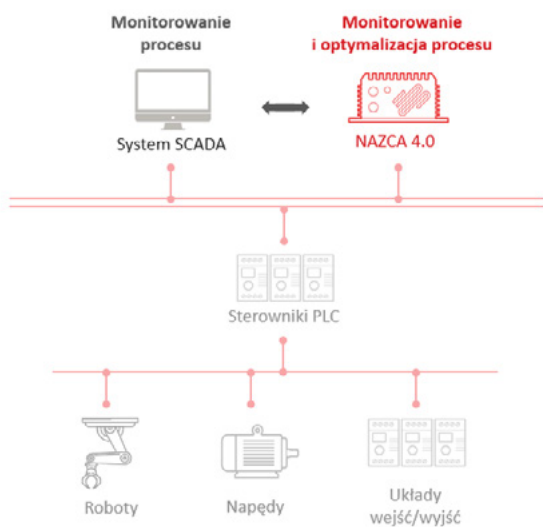 Monitorowanie
procesu
Monitorowanie
i optymalizacja procesu
System SCADA
NAZCA 4.0
Sterowniki PLC
Roboty
Napędy
Układy
wejść/wyjść